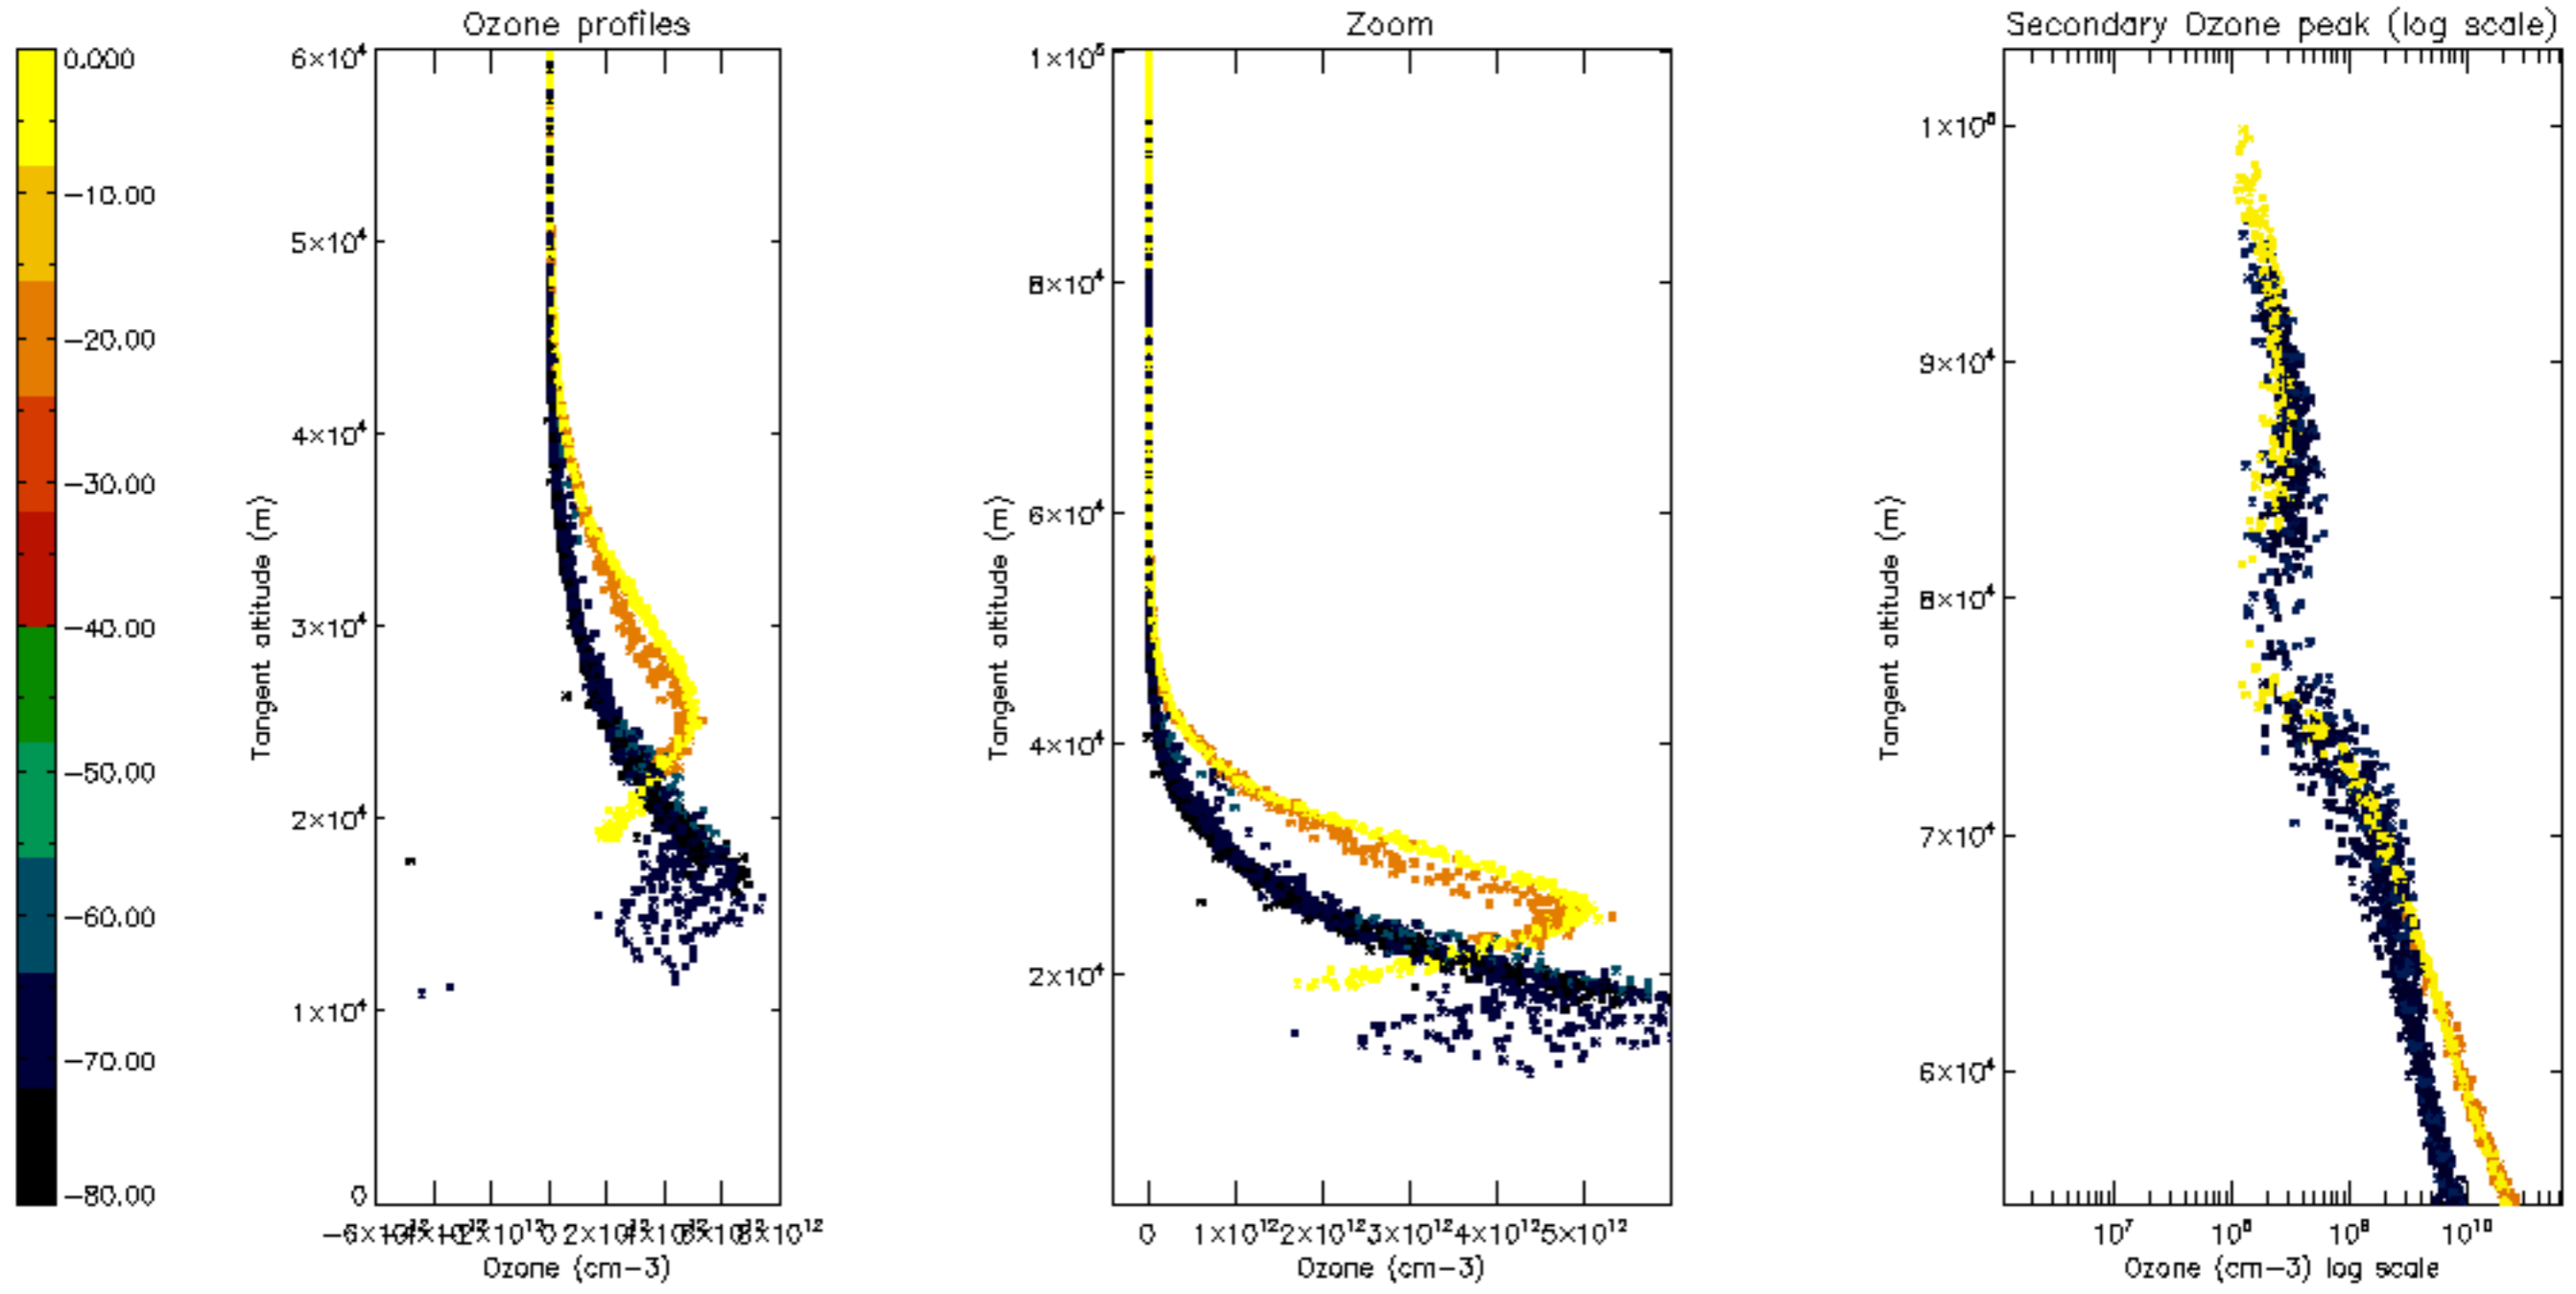 Ozone profiles
Zoom
Secondary Ozone peak (log scale)
0.000
−10.00
−20.00
−30.00
−40.00
−50.00
−60.00
−70.00
−80.00
6×10⁴
5×10⁴
4×10⁴
3×10⁴
2×10⁴
1×10⁴
0
Tangent altitude (m)
0
Ozone (cm−3)
1×10⁵
8×10⁴
6×10⁴
4×10⁴
2×10⁴
Tangent altitude (m)
0 1×10¹² 2×10¹² 3×10¹² 4×10¹² 5×10¹²
Ozone (cm−3)
1×10⁵
9×10⁴
8×10⁴
7×10⁴
6×10⁴
Tangent altitude (m)
10⁷ 10⁸ 10⁹ 10¹⁰
Ozone (cm−3) log scale